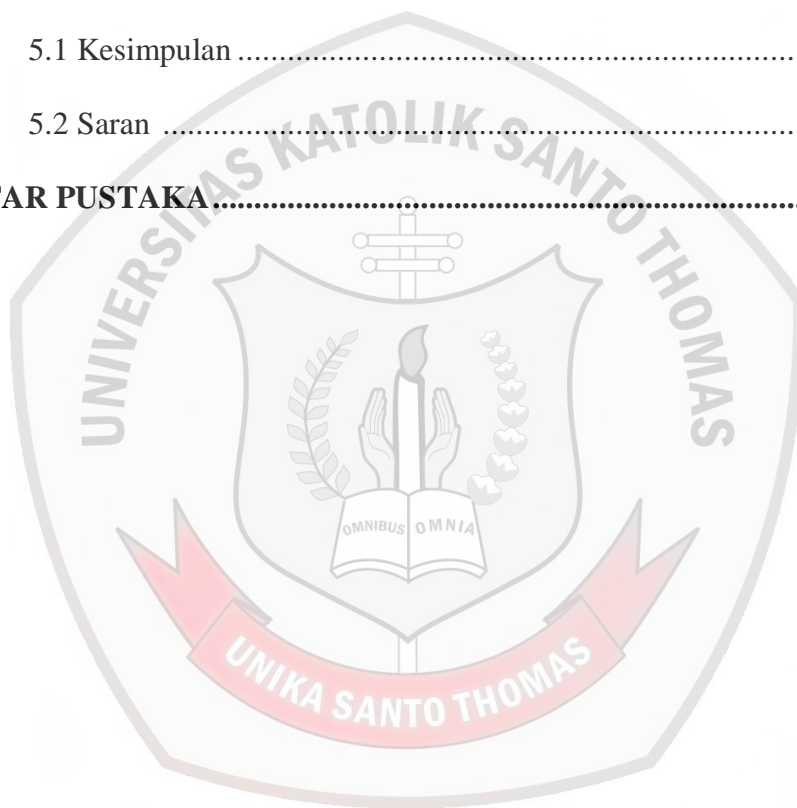 5.1 Kesimpulan ........................................................................
5.2 Saran ................................................................................
TAR PUSTAKA.......................................................................
UNIVERSITAS KATOLIK SANTO THOMAS
OMNIBUS OMNIA
UNIKA SANTO THOMAS